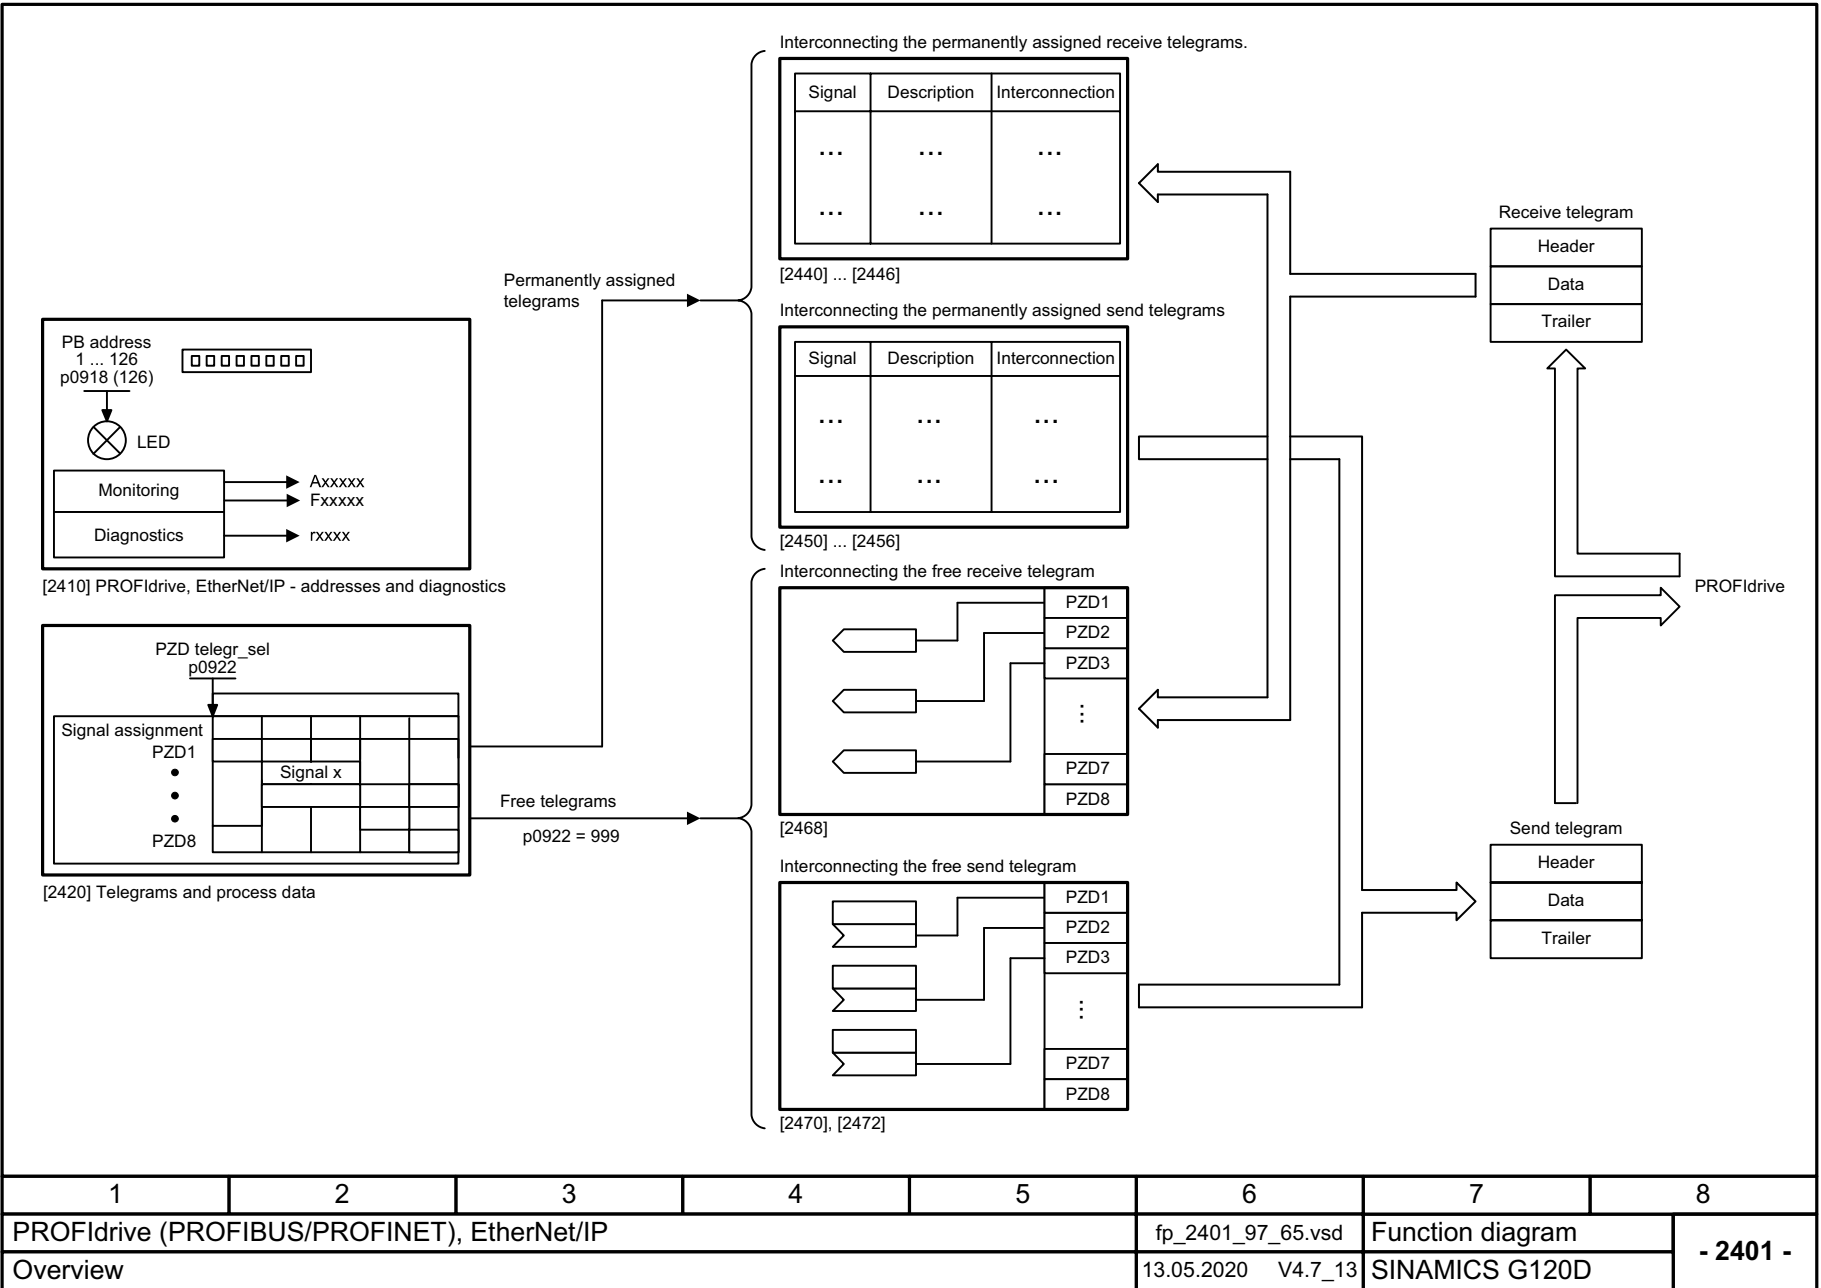 Interconnecting the permanently assigned receive telegrams.
Signal Description Interconnection
... ... ...
... ... ...
[2440] ... [2446]
Permanently assigned
telegrams
Interconnecting the permanently assigned send telegrams
Signal Description Interconnection
... ... ...
... ... ...
[2450] ... [2456]
PB address
1 ... 126
p0918 (126)
LED
Monitoring
Axxxxx
Fxxxxx
Diagnostics
rxxxx
[2410] PROFIdrive, EtherNet/IP - addresses and diagnostics
PZD telegr_sel
p0922
Signal assignment
PZD1
Signal x
PZD8
[2420] Telegrams and process data
Free telegrams
p0922 = 999
Interconnecting the free receive telegram
PZD1
PZD2
PZD3
⋮
PZD7
PZD8
[2468]
Interconnecting the free send telegram
PZD1
PZD2
PZD3
⋮
PZD7
PZD8
[2470], [2472]
Receive telegram
Header
Data
Trailer
PROFIdrive
Send telegram
Header
Data
Trailer
1 2 3 4 5 6 7 8
PROFIdrive (PROFIBUS/PROFINET), EtherNet/IP
fp_2401_97_65.vsd
Function diagram
- 2401 -
Overview
13.05.2020 V4.7_13
SINAMICS G120D